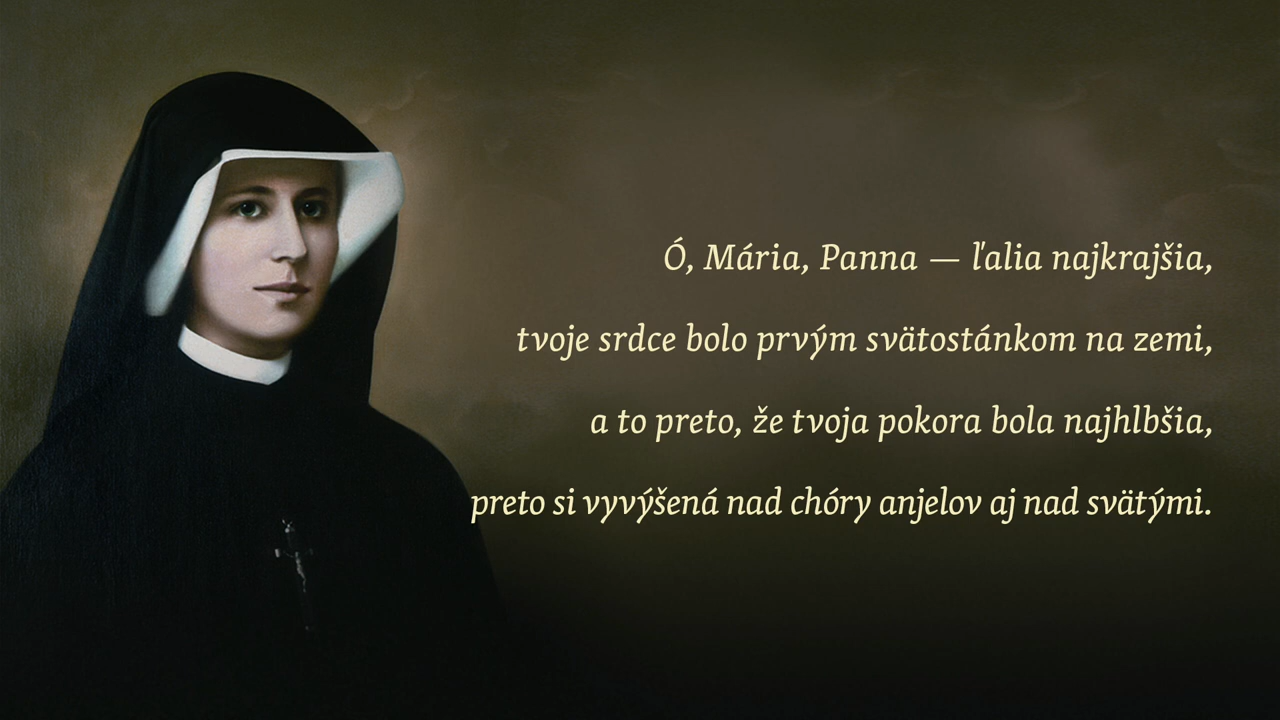 Ó, Mária, Panna — ľalia najkrajšia,
tvoje srdce bolo prvým svätostánkom na zemi,
a to preto, že tvoja pokora bola najhlbšia,
preto si vyvýšená nad chóry anjelov aj nad svätými.